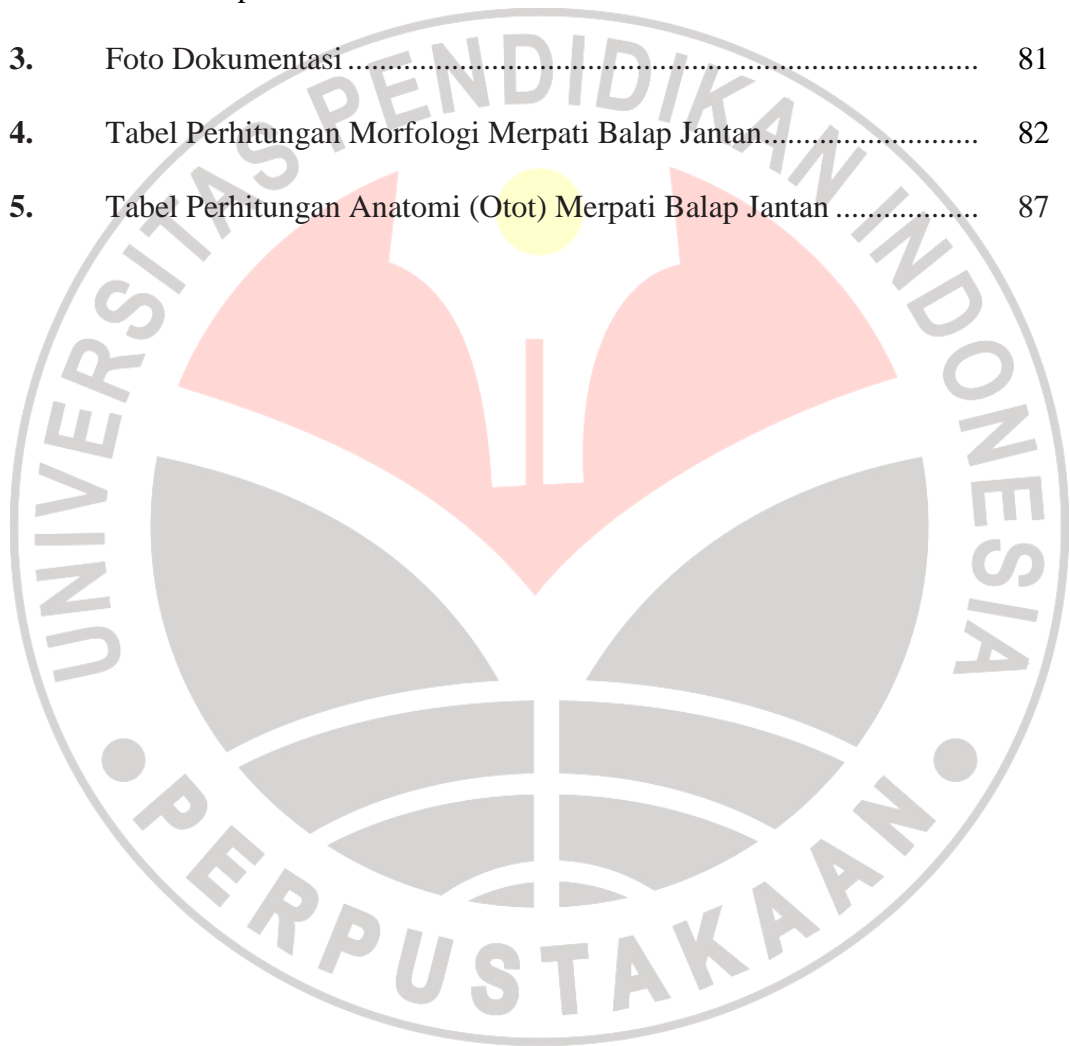 3. Foto Dokumentasi ............................................................................... 81
4. Tabel Perhitungan Morfologi Merpati Balap Jantan........................... 82
5. Tabel Perhitungan Anatomi (Otot) Merpati Balap Jantan .................. 87
UNIVERSITAS PENDIDIKAN INDONESIA
PERPUSTAKAAN